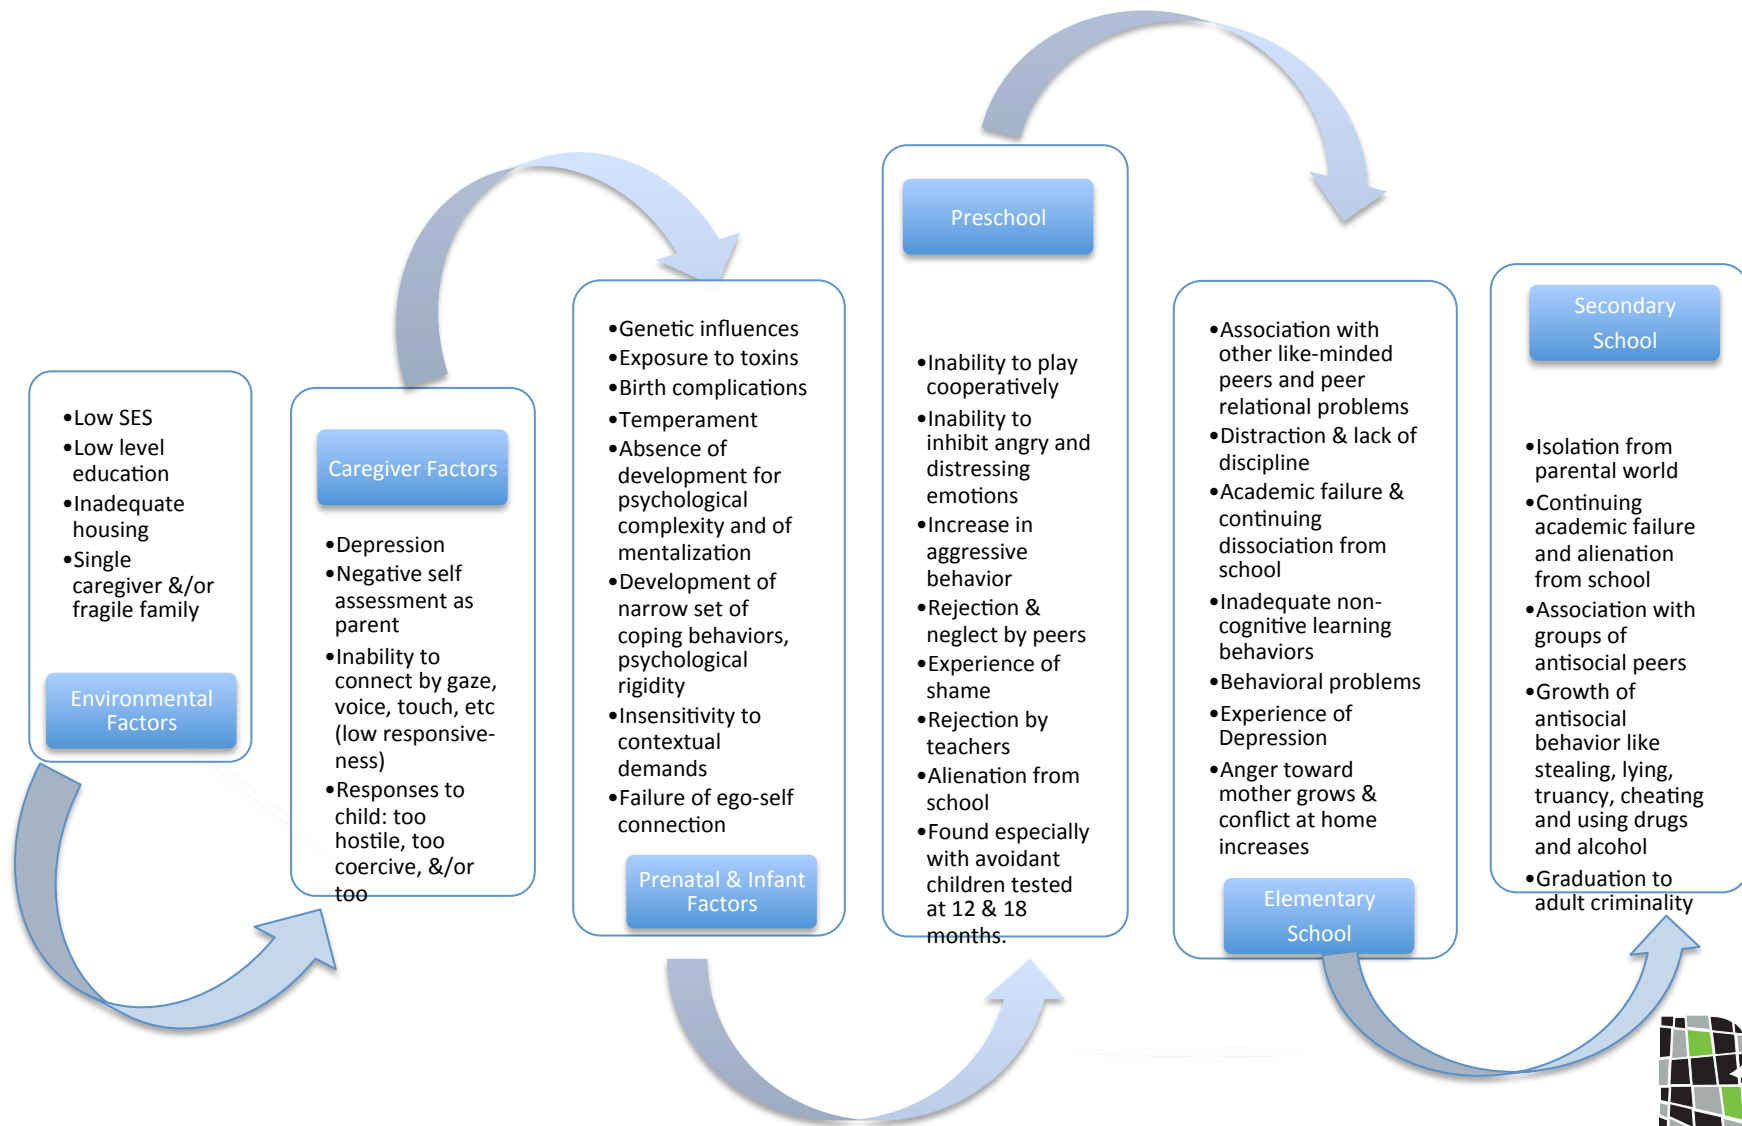 •Low SES
•Low level
education
•Inadequate
housing
•Single
caregiver &/or
fragile family
Environmental
Factors
Caregiver Factors
•Depression
•Negative self
assessment as
parent
•Inability to
connect by gaze,
voice, touch, etc
(low responsive-
ness)
•Responses to
child: too
hostile, too
coercive, &/or
too
•Genetic influences
•Exposure to toxins
•Birth complications
•Temperament
•Absence of
development for
psychological
complexity and of
mentalization
•Development of
narrow set of
coping behaviors,
psychological
rigidity
•Insensitivity to
contextual
demands
•Failure of ego-self
connection
Prenatal & Infant
Factors
Preschool
•Inability to play
cooperatively
•Inability to
inhibit angry and
distressing
emotions
•Increase in
aggressive
behavior
•Rejection &
neglect by peers
•Experience of
shame
•Rejection by
teachers
•Alienation from
school
•Found especially
with avoidant
children tested
at 12 & 18
months.
•Association with
other like-minded
peers and peer
relational problems
•Distraction & lack of
discipline
•Academic failure &
continuing
dissociation from
school
•Inadequate non-
cognitive learning
behaviors
•Behavioral problems
•Experience of
Depression
•Anger toward
mother grows &
conflict at home
increases
Elementary
School
Secondary
School
•Isolation from
parental world
•Continuing
academic failure
and alienation
from school
•Association with
groups of
antisocial peers
•Growth of
antisocial
behavior like
stealing, lying,
truancy, cheating
and using drugs
and alcohol
•Graduation to
adult criminality